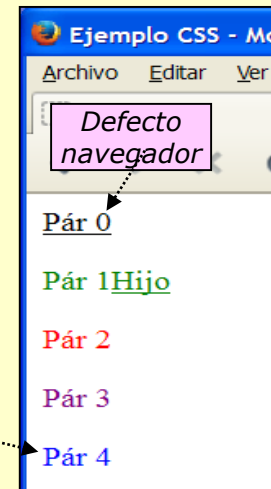 Ejemplo CSS - Mo
Archivo Editar Ver
Defecto
navegador
Pár 0
Pár 1Hijo
Pár 2
Pár 3
Pár 4